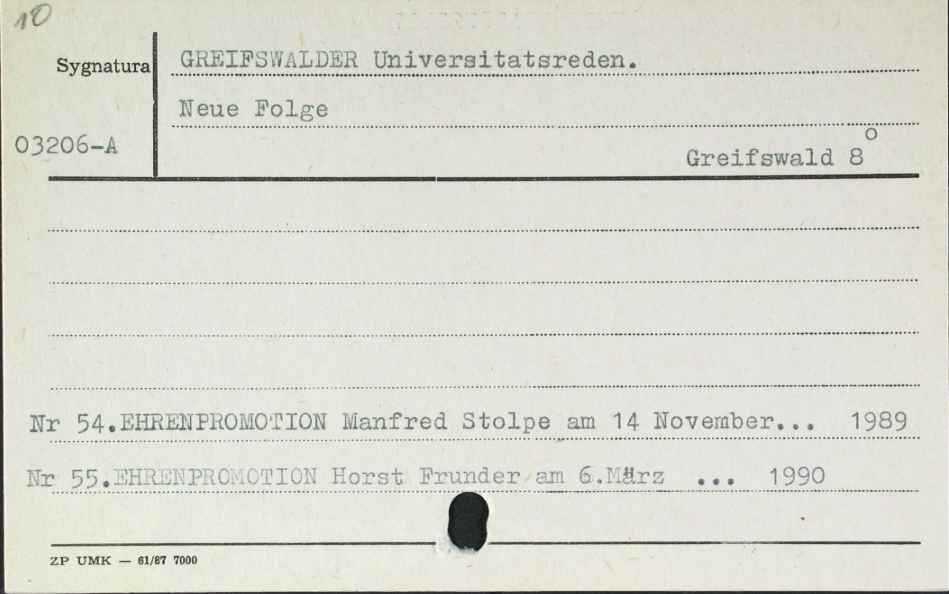 10
Sygnatura
GREIFSWALDER Universitatsreden.
Neue Folge
03206-A
Greifswald 8°
Nr 54.EHRENPROMOTION Manfred Stolpe am 14 November... 1989
Nr 55.EHRENPROMOTION Horst Frunder am 6.März ... 1990
ZP UMK — 61/87 7000